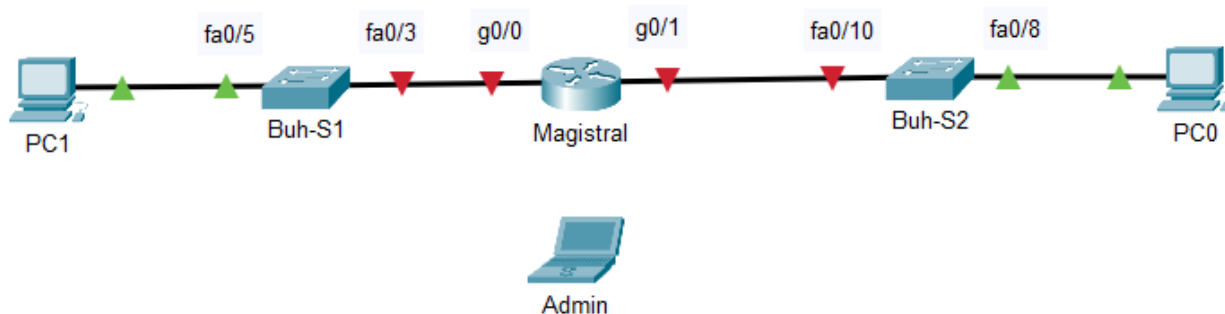 fa0/5
fa0/3
g0/0
g0/1
fa0/10
fa0/8
PC1
Buh-S1
Magistral
Buh-S2
PC0
Admin